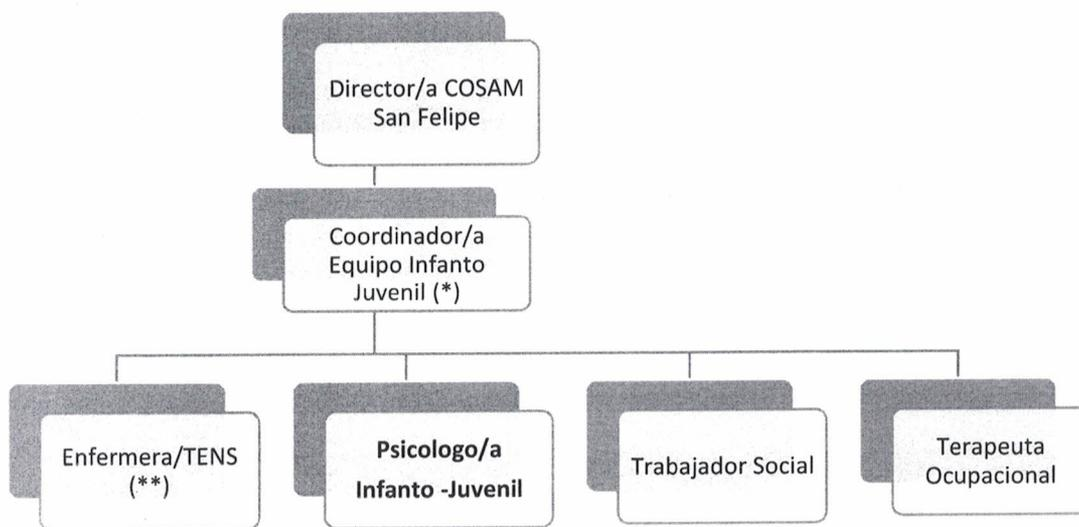 Director/a COSAM
San Felipe
Coordinador/a
Equipo Infanto
Juvenil (*)
Enfermera/TENS
(**)
Psicologo/a
Infanto -Juvenil
Trabajador Social
Terapeuta
Ocupacional